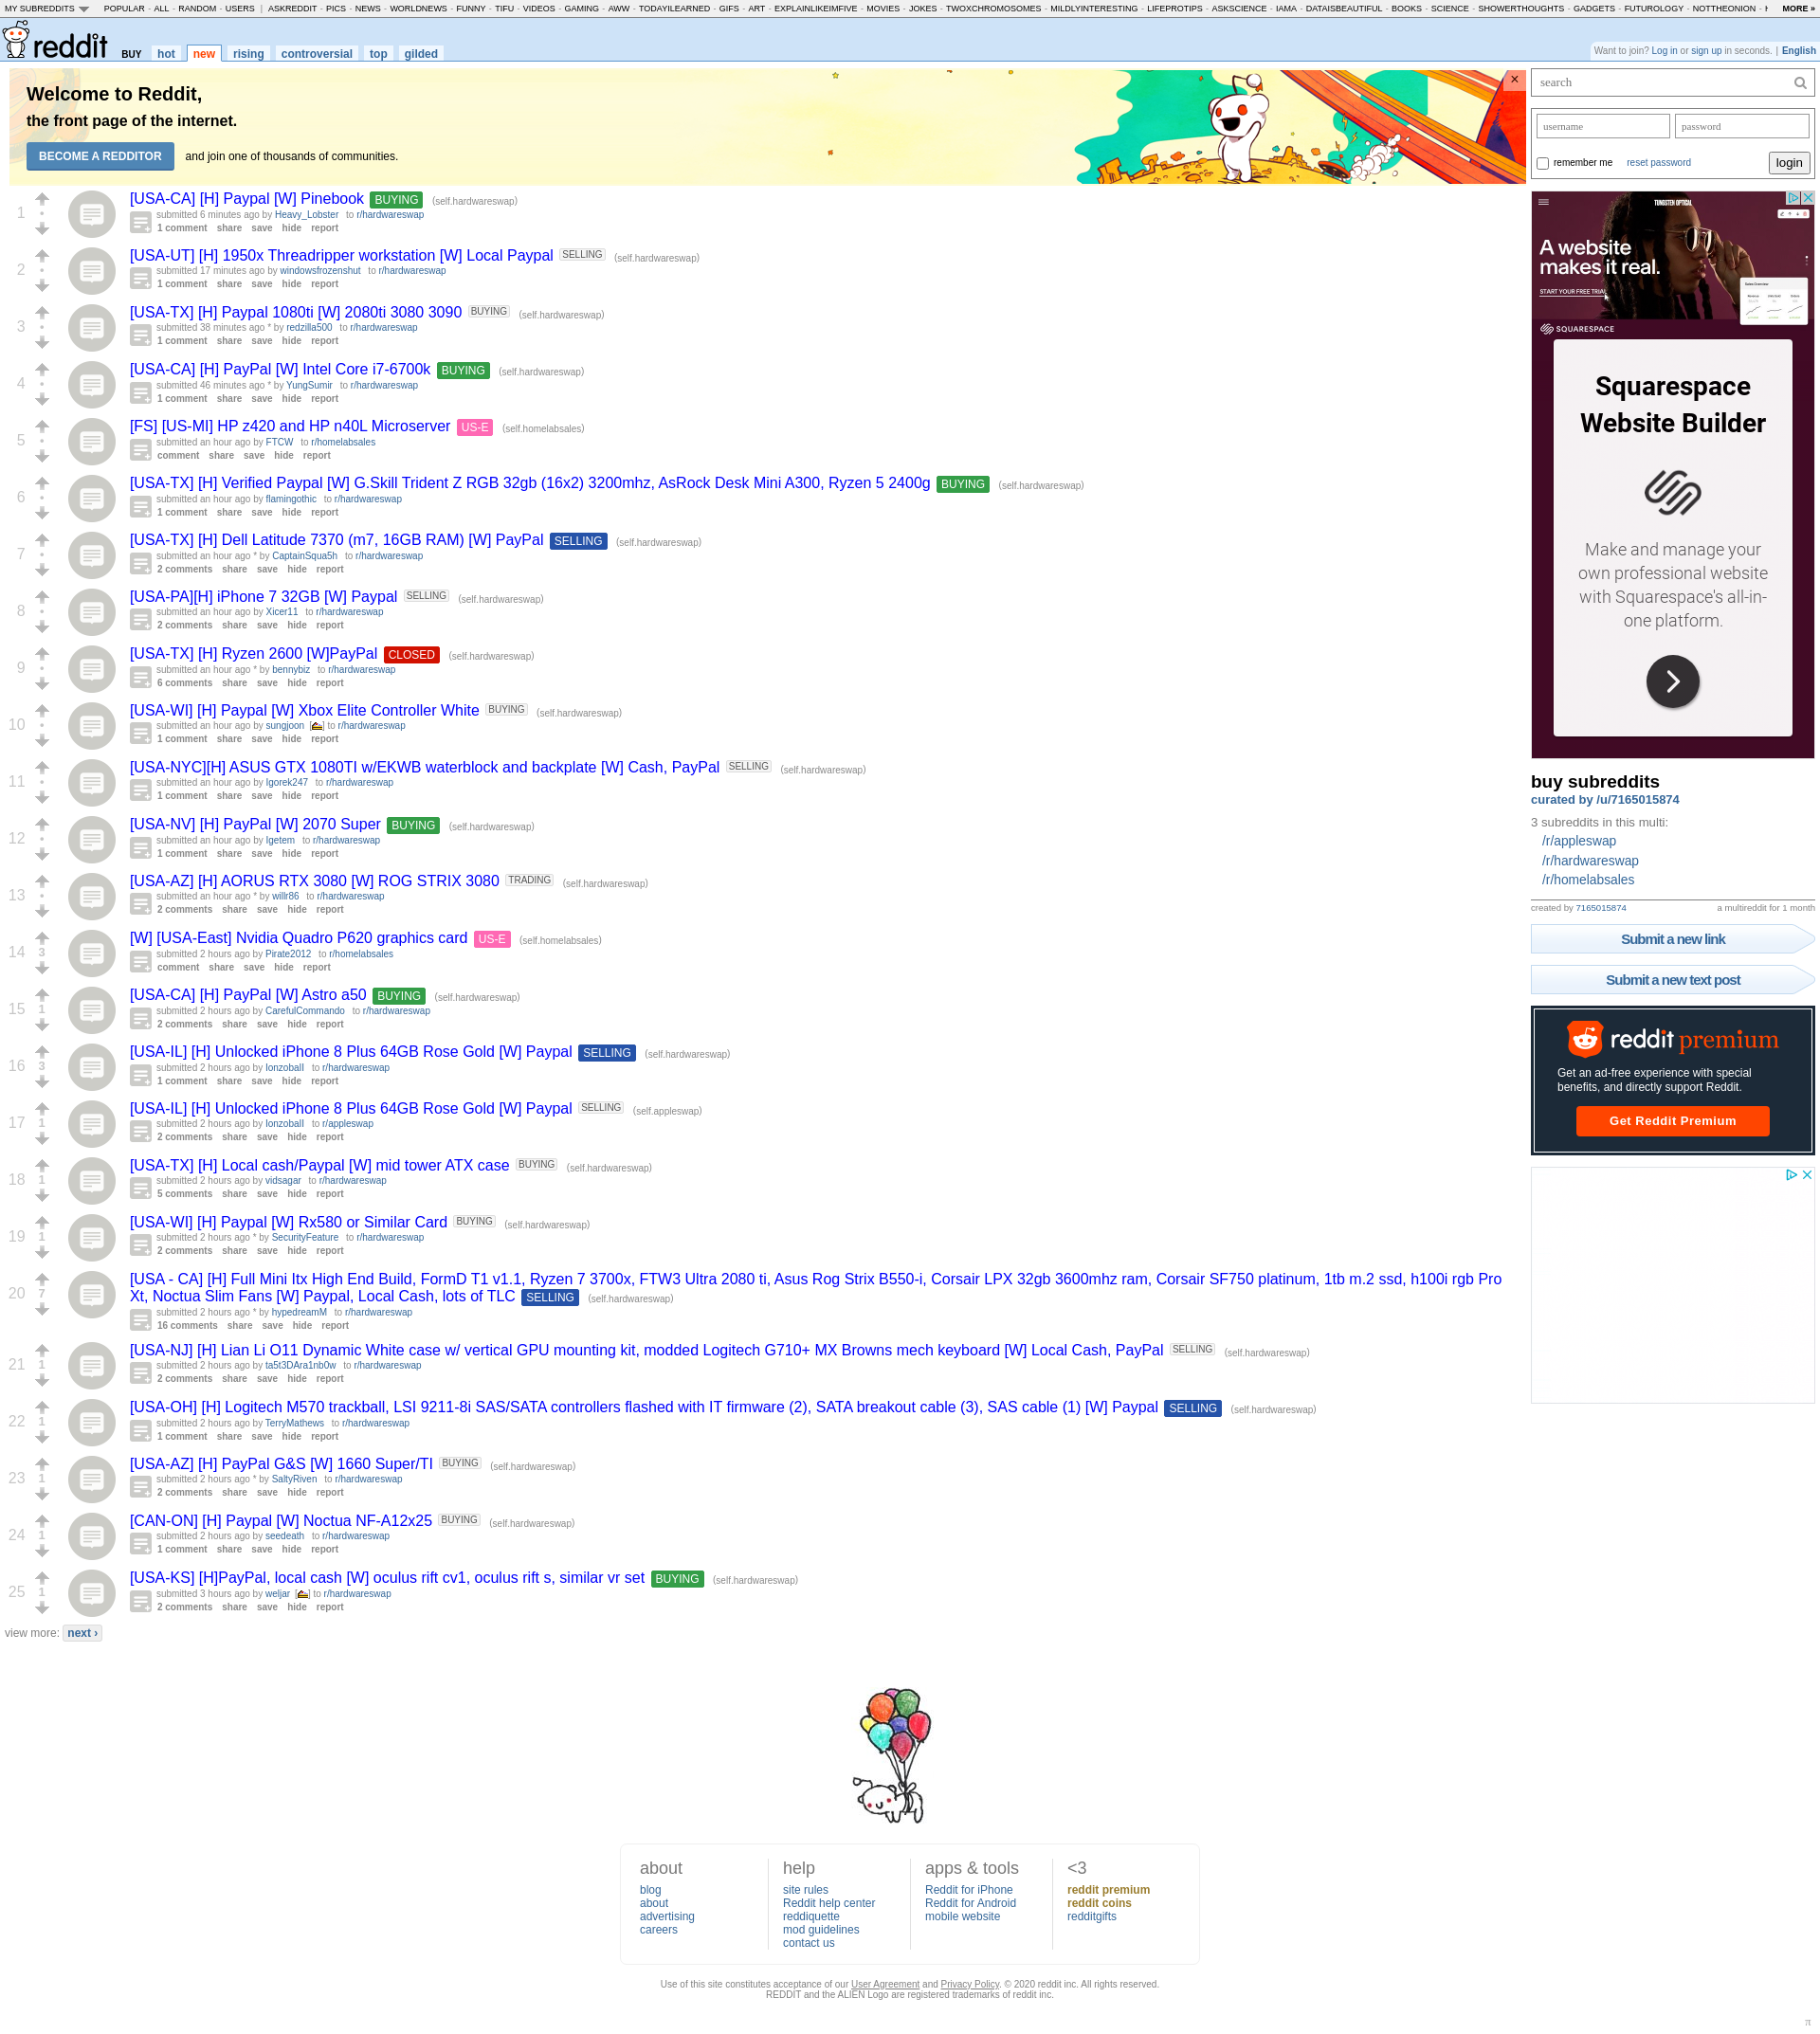 MY SUBREDDITS POPULAR - ALL - RANDOM - USERS | ASKREDDIT - PICS - NEWS - WORLDNEWS - FUNNY - TIFU - VIDEOS - GAMING - AWW - TODAYILEARNED - GIFS - ART - EXPLAINLIKEIMFIVE - MOVIES - JOKES - TWOXCHROMOSOMES - MILDLYINTERESTING - LIFEPROTIPS - ASKSCIENCE - IAMA - DATAISBEAUTIFUL - BOOKS - SCIENCE - SHOWERTHOUGHTS - GADGETS - FUTUROLOGY - NOTTHEONION - MORE »
reddit BUY hot new rising controversial top gilded
Want to join? Log in or sign up in seconds. | English
Welcome to Reddit,
the front page of the internet.
BECOME A REDDITOR and join one of thousands of communities.
×
1 [USA-CA] [H] Paypal [W] Pinebook BUYING (self.hardwareswap)
submitted 6 minutes ago by Heavy_Lobster to r/hardwareswap
1 comment share save hide report
2 [USA-UT] [H] 1950x Threadripper workstation [W] Local Paypal SELLING (self.hardwareswap)
submitted 17 minutes ago by windowsfrozenshut to r/hardwareswap
1 comment share save hide report
3 [USA-TX] [H] Paypal 1080ti [W] 2080ti 3080 3090 BUYING (self.hardwareswap)
submitted 38 minutes ago * by redzilla500 to r/hardwareswap
1 comment share save hide report
4 [USA-CA] [H] PayPal [W] Intel Core i7-6700k BUYING (self.hardwareswap)
submitted 46 minutes ago * by YungSumir to r/hardwareswap
1 comment share save hide report
5 [FS] [US-MI] HP z420 and HP n40L Microserver US-E (self.homelabsales)
submitted an hour ago by FTCW to r/homelabsales
comment share save hide report
6 [USA-TX] [H] Verified Paypal [W] G.Skill Trident Z RGB 32gb (16x2) 3200mhz, AsRock Desk Mini A300, Ryzen 5 2400g BUYING (self.hardwareswap)
submitted an hour ago by flamingothic to r/hardwareswap
1 comment share save hide report
7 [USA-TX] [H] Dell Latitude 7370 (m7, 16GB RAM) [W] PayPal SELLING (self.hardwareswap)
submitted an hour ago * by CaptainSqua5h to r/hardwareswap
2 comments share save hide report
8 [USA-PA][H] iPhone 7 32GB [W] Paypal SELLING (self.hardwareswap)
submitted an hour ago by Xicer11 to r/hardwareswap
2 comments share save hide report
9 [USA-TX] [H] Ryzen 2600 [W]PayPal CLOSED (self.hardwareswap)
submitted an hour ago * by bennybiz to r/hardwareswap
6 comments share save hide report
10 [USA-WI] [H] Paypal [W] Xbox Elite Controller White BUYING (self.hardwareswap)
submitted an hour ago by sungjoon [] to r/hardwareswap
1 comment share save hide report
11 [USA-NYC][H] ASUS GTX 1080TI w/EKWB waterblock and backplate [W] Cash, PayPal SELLING (self.hardwareswap)
submitted an hour ago by Igorek247 to r/hardwareswap
1 comment share save hide report
12 [USA-NV] [H] PayPal [W] 2070 Super BUYING (self.hardwareswap)
submitted an hour ago by Igetem to r/hardwareswap
1 comment share save hide report
13 [USA-AZ] [H] AORUS RTX 3080 [W] ROG STRIX 3080 TRADING (self.hardwareswap)
submitted an hour ago * by willr86 to r/hardwareswap
2 comments share save hide report
14 3 [W] [USA-East] Nvidia Quadro P620 graphics card US-E (self.homelabsales)
submitted 2 hours ago by Pirate2012 to r/homelabsales
comment share save hide report
15 1 [USA-CA] [H] PayPal [W] Astro a50 BUYING (self.hardwareswap)
submitted 2 hours ago by CarefulCommando to r/hardwareswap
2 comments share save hide report
16 3 [USA-IL] [H] Unlocked iPhone 8 Plus 64GB Rose Gold [W] Paypal SELLING (self.hardwareswap)
submitted 2 hours ago by to r/hardwareswap
1 comment share save hide report
17 1 [USA-IL] [H] Unlocked iPhone 8 Plus 64GB Rose Gold [W] Paypal SELLING (self.appleswap)
submitted 2 hours ago by to r/appleswap
2 comments share save hide report
18 1 [USA-TX] [H] Local cash/Paypal [W] mid tower ATX case BUYING (self.hardwareswap)
submitted 2 hours ago by vidsagar to r/hardwareswap
5 comments share save hide report
19 1 [USA-WI] [H] Paypal [W] Rx580 or Similar Card BUYING (self.hardwareswap)
submitted 2 hours ago * by SecurityFeature to r/hardwareswap
2 comments share save hide report
20 7 [USA - CA] [H] Full Mini Itx High End Build, FormD T1 v1.1, Ryzen 7 3700x, FTW3 Ultra 2080 ti, Asus Rog Strix B550-i, Corsair LPX 32gb 3600mhz ram, Corsair SF750 platinum, 1tb m.2 ssd, h100i rgb Pro
Xt, Noctua Slim Fans [W] Paypal, Local Cash, lots of TLC SELLING (self.hardwareswap)
submitted 2 hours ago * by hypedreamM to r/hardwareswap
16 comments share save hide report
21 1 [USA-NJ] [H] Lian Li O11 Dynamic White case w/ vertical GPU mounting kit, modded Logitech G710+ MX Browns mech keyboard [W] Local Cash, PayPal SELLING (self.hardwareswap)
submitted 2 hours ago by ta5t3DAra1nb0w to r/hardwareswap
2 comments share save hide report
22 1 [USA-OH] [H] Logitech M570 trackball, LSI 9211-8i SAS/SATA controllers flashed with IT firmware (2), SATA breakout cable (3), SAS cable (1) [W] Paypal SELLING (self.hardwareswap)
submitted 2 hours ago by TerryMathews to r/hardwareswap
1 comment share save hide report
23 1 [USA-AZ] [H] PayPal G&S [W] 1660 Super/TI BUYING (self.hardwareswap)
submitted 2 hours ago * by SaltyRiven to r/hardwareswap
2 comments share save hide report
24 1 [CAN-ON] [H] Paypal [W] Noctua NF-A12x25 BUYING (self.hardwareswap)
submitted 2 hours ago by seedeath to r/hardwareswap
1 comment share save hide report
25 1 [USA-KS] [H]PayPal, local cash [W] oculus rift cv1, oculus rift s, similar vr set BUYING (self.hardwareswap)
submitted 3 hours ago by weljar [] to r/hardwareswap
2 comments share save hide report
view more: next ›
search
username password
remember me reset password login
TUNGSTEN OPTICAL
A website
makes it real.
START YOUR FREE TRIAL
SQUARESPACE
Squarespace
Website Builder
Make and manage your
own professional website
with Squarespace's all-in-
one platform.
buy subreddits
curated by /u/7165015874
3 subreddits in this multi:
/r/appleswap
/r/hardwareswap
/r/homelabsales
created by 7165015874 a multireddit for 1 month
Submit a new link
Submit a new text post
reddit premium
Get an ad-free experience with special
benefits, and directly support Reddit.
Get Reddit Premium
about
blog
about
advertising
careers
help
site rules
Reddit help center
reddiquette
mod guidelines
contact us
apps & tools
Reddit for iPhone
Reddit for Android
mobile website
<3
reddit premium
reddit coins
redditgifts
Use of this site constitutes acceptance of our User Agreement and Privacy Policy. © 2020 reddit inc. All rights reserved.
REDDIT and the ALIEN Logo are registered trademarks of reddit inc.
π